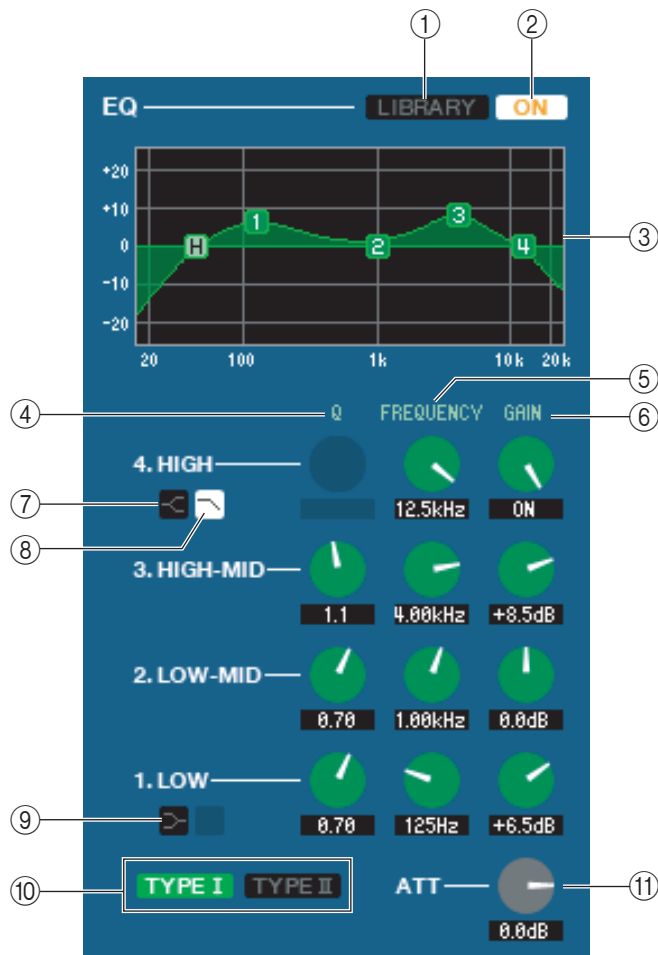 ① ②
EQ LIBRARY ON
+20
+10 1 3
0 H 2 4 ③
-10
-20
20 100 1k 10k 20k
⑤
④ Q FREQUENCY GAIN ⑥
4. HIGH
⑦ 12.5kHz ON
⑧
3. HIGH-MID
1.1 4.00kHz +8.5dB
2. LOW-MID
0.70 1.00kHz 0.0dB
1. LOW
⑨ 0.70 125Hz +6.5dB
⑩ TYPE I TYPE II ATT ⑪
0.0dB